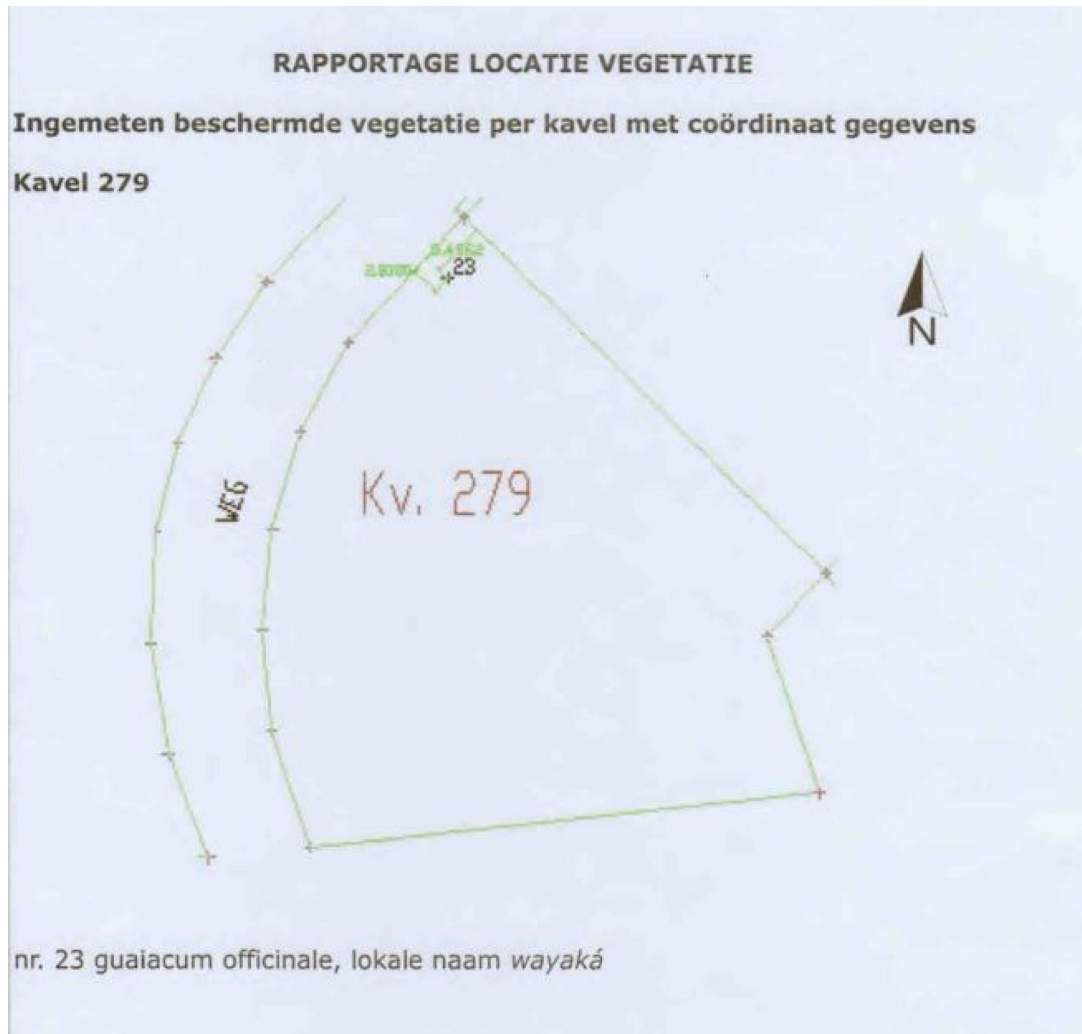 RAPPORTAGE LOCATIE VEGETATIE
Ingemeten beschermde vegetatie per kavel met coördinaat gegevens
Kavel 279
23
N
WEG
Kv. 279
nr. 23 guaiacum officinale, lokale naam wayaká